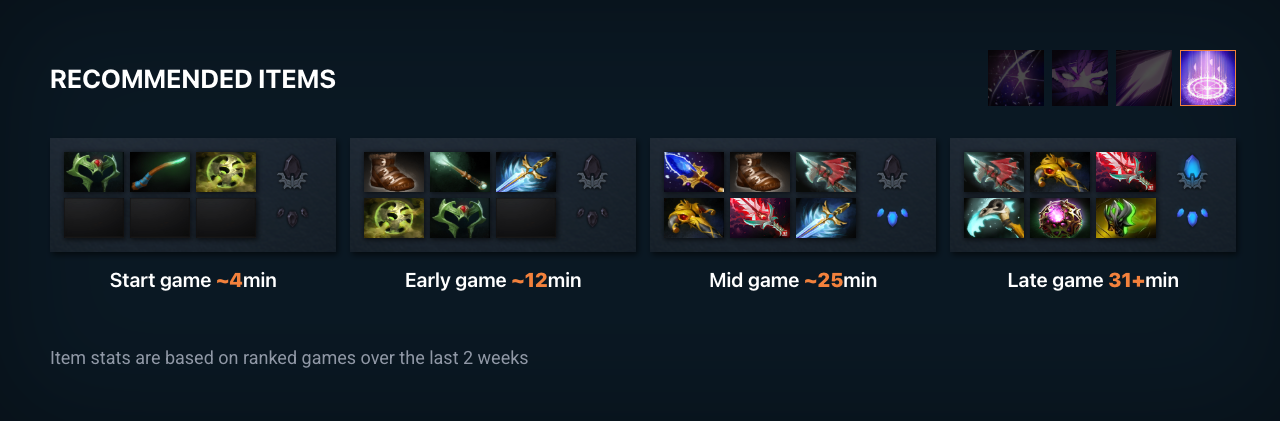 RECOMMENDED ITEMS
Start game ~4min
Early game ~12min
Mid game ~25min
Late game 31+min
Item stats are based on ranked games over the last 2 weeks